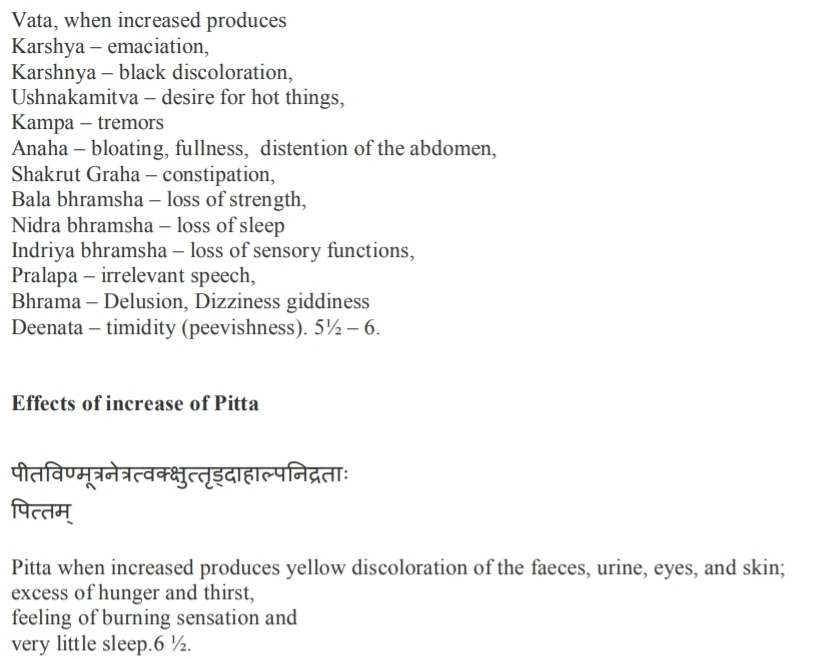 Vata, when increased produces
Karshya – emaciation,
Karshnya – black discoloration,
Ushnakamitva – desire for hot things,
Kampa – tremors
Anaha – bloating, fullness,  distention of the abdomen,
Shakrut Graha – constipation,
Bala bhramsha – loss of strength,
Nidra bhramsha – loss of sleep
Indriya bhramsha – loss of sensory functions,
Pralapa – irrelevant speech,
Bhrama – Delusion, Dizziness giddiness
Deenata – timidity (peevishness). 5½ – 6.
Effects of increase of Pitta
पीतविण्मूत्रनेत्रत्वक्क्षुत्तृड्दाहाल्पनिद्रताः
पित्तम्
Pitta when increased produces yellow discoloration of the faeces, urine, eyes, and skin;
excess of hunger and thirst,
feeling of burning sensation and
very little sleep.6 ½.